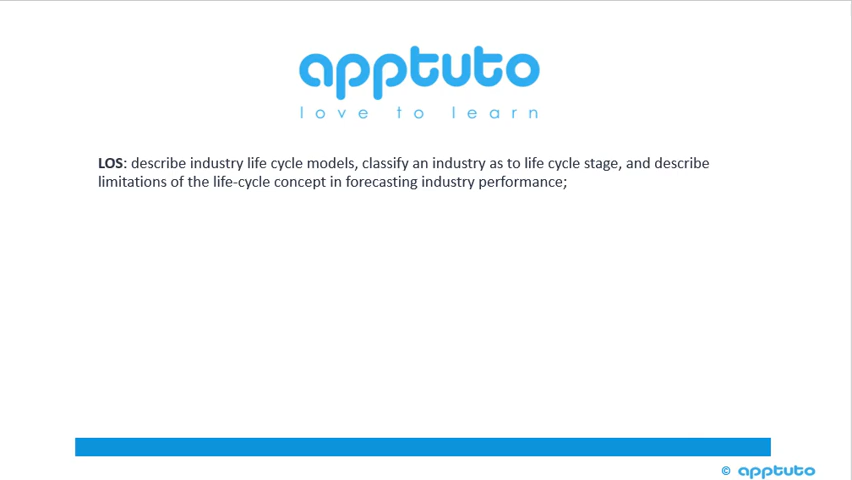 apptuto
love to learn
LOS: describe industry life cycle models, classify an industry as to life cycle stage, and describe
limitations of the life-cycle concept in forecasting industry performance;
© apptuto